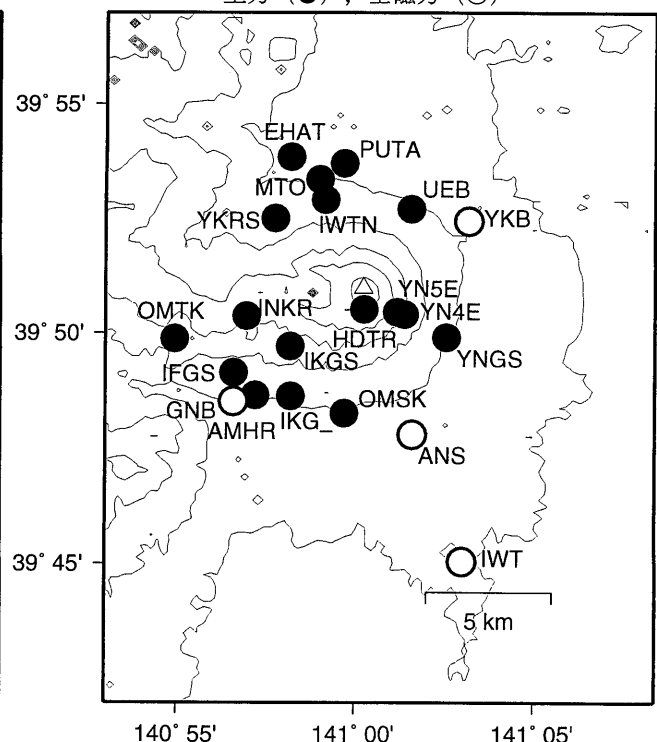 39° 55'
EHAT
PUTA
MTO
UEB
YKRS
IWTN
YKB
YN5E
OMTK
INKR
YN4E
39° 50'
HDTR
IKGS
YNGS
IFGS
OMSK
GNB
IKG_
AMHR
ANS
39° 45'
IWT
5 km
140° 55'
141° 00'
141° 05'